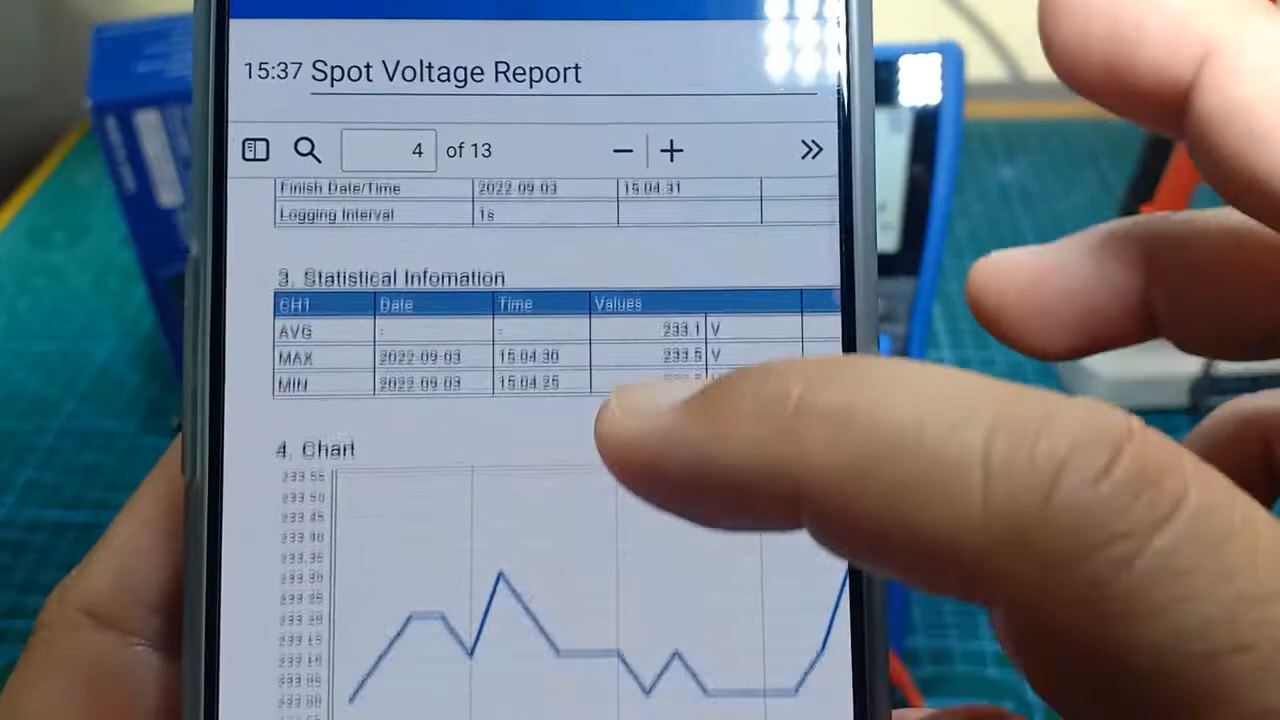 15:37 Spot Voltage Report
4 of 13
Finish Date/Time 2022-09-03 15:04:31
Logging Interval 1s
3. Statistical Infomation
CH1 Date Time Values
AVG - - 233.1 V
MAX 2022-09-03 15:04:30 233.5 V
MIN 2022-09-03 15:04:25
4. Chart
233.55
233.50
233.45
233.40
233.35
233.30
233.25
233.20
233.15
233.10
233.05
233.00